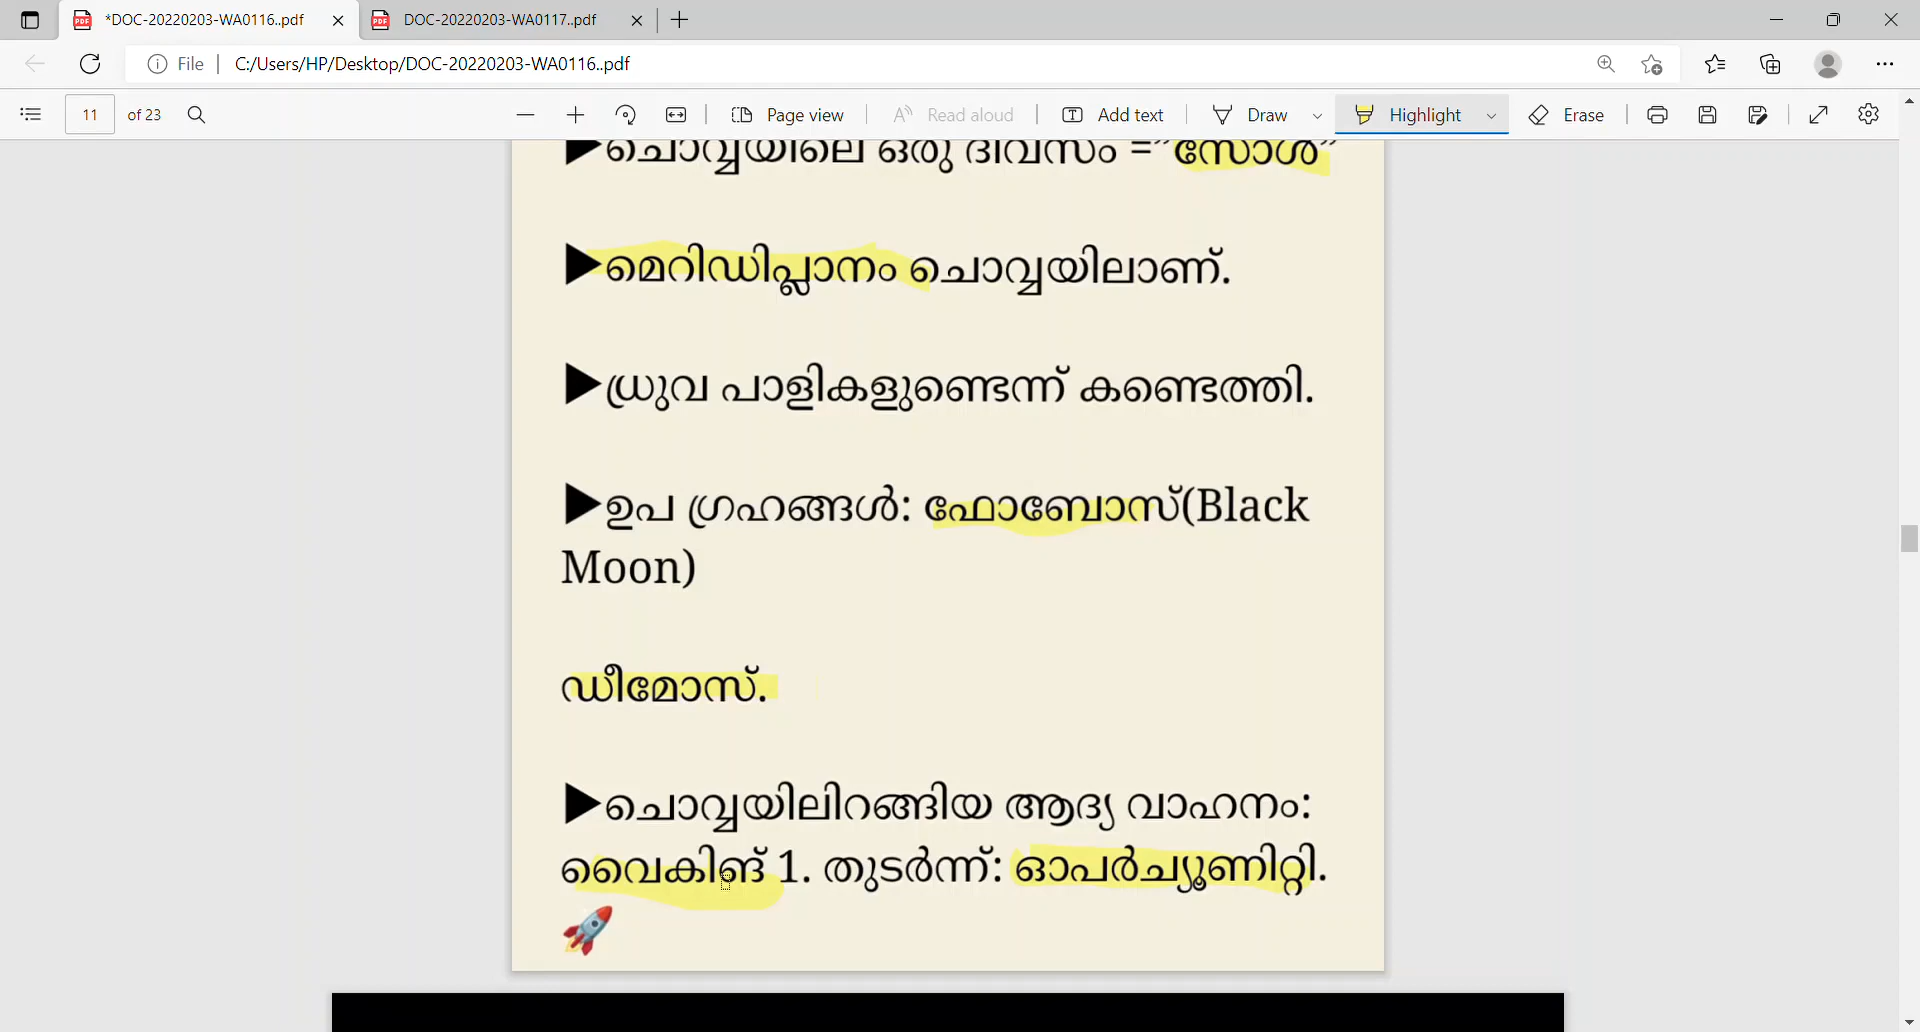 *DOC-20220203-WA0116..pdf
DOC-20220203-WA0117..pdf
File
C:/Users/HP/Desktop/DOC-20220203-WA0116..pdf
11 of 23
Page view
Read aloud
Add text
Draw
Highlight
Erase
▶ചൊവ്വയിലെ ഒരു ദിവസം =”സോൾ”
▶മെറിഡിപ്ലാനം ചൊവ്വയിലാണ്.
▶ധ്രുവ പാളികളുണ്ടെന്ന് കണ്ടെത്തി.
▶ഉപ ഗ്രഹങ്ങൾ: ഫോബോസ്(Black
Moon)
ഡീമോസ്.
▶ചൊവ്വയിലിറങ്ങിയ ആദ്യ വാഹനം:
വൈകിങ് 1. തുടർന്ന്: ഓപർച്യൂണിറ്റി.
🚀